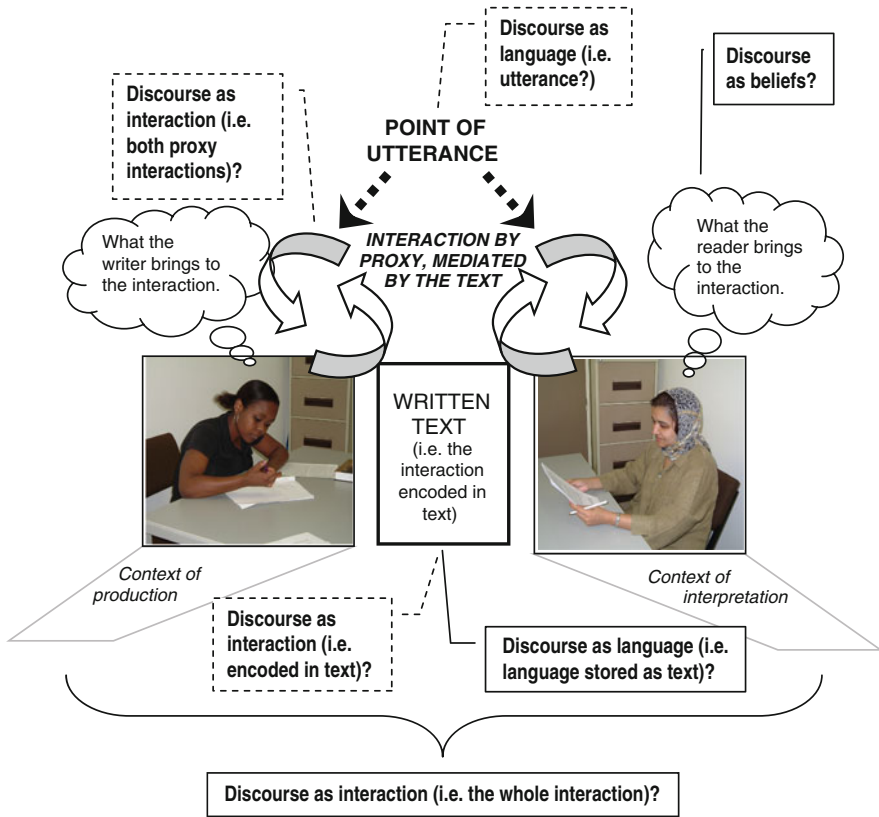 Discourse as
language (i.e.
utterance?)
Discourse
as beliefs?
Discourse as
interaction (i.e.
both proxy
interactions)?
POINT OF
UTTERANCE
What the
writer brings to
the interaction.
INTERACTION BY
PROXY, MEDIATED
BY THE TEXT
What the
reader brings
to the
interaction.
WRITTEN
TEXT
(i.e. the
interaction
encoded in
text)
Context of
production
Context of
interpretation
Discourse as
interaction (i.e.
encoded in text)?
Discourse as language (i.e.
language stored as text)?
Discourse as interaction (i.e. the whole interaction)?